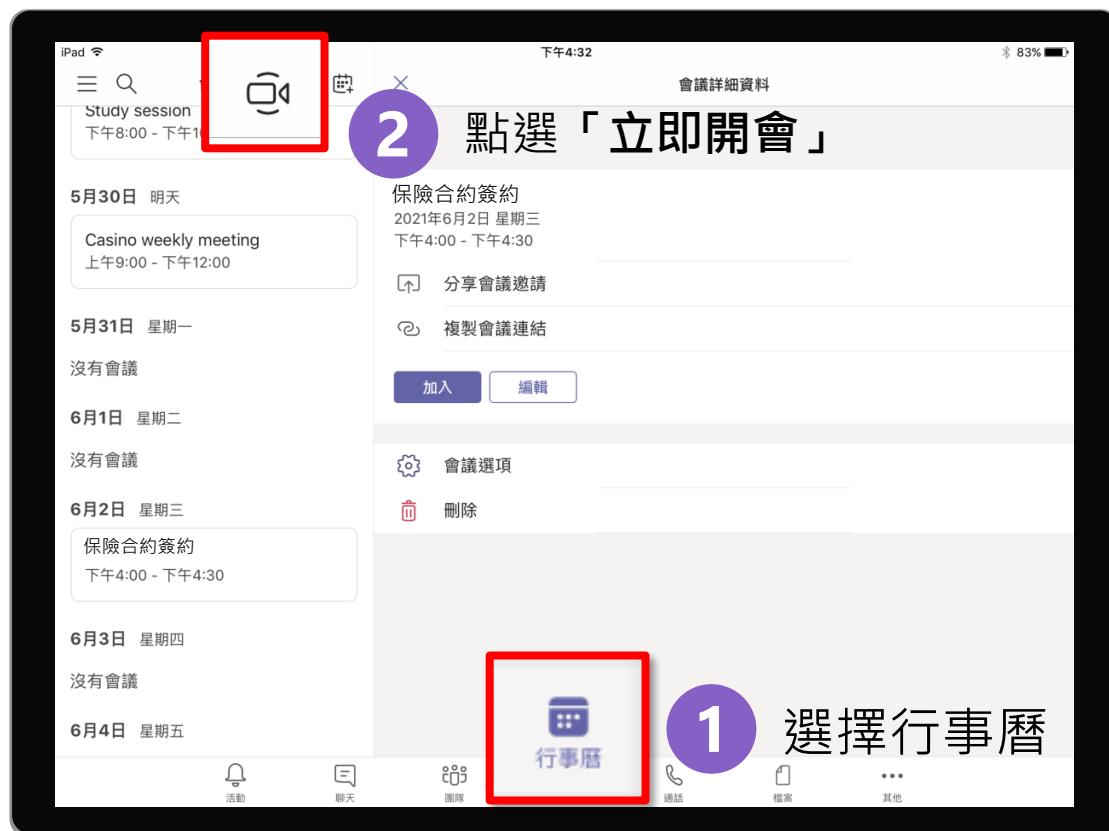 iPad
下午4:32
83%
會議詳細資料
Study session
下午8:00 - 下午1
2
點選「立即開會」
5月30日 明天
Casino weekly meeting
上午9:00 - 下午12:00
5月31日 星期一
沒有會議
6月1日 星期二
沒有會議
6月2日 星期三
保險合約簽約
下午4:00 - 下午4:30
6月3日 星期四
沒有會議
6月4日 星期五
保險合約簽約
2021年6月2日 星期三
下午4:00 - 下午4:30
分享會議邀請
複製會議連結
加入
編輯
會議選項
刪除
1
選擇行事曆
活動
聊天
團隊
行事曆
通話
檔案
其他